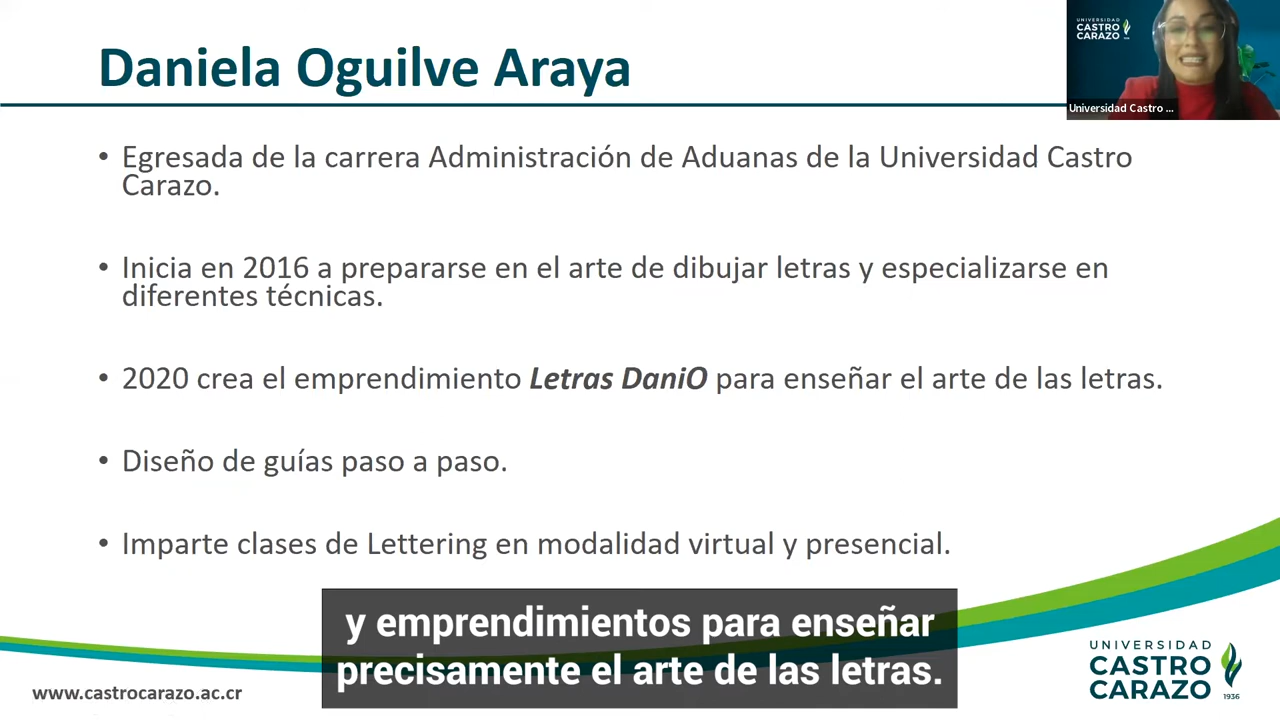 Daniela Oguilve Araya
UNIVERSIDAD
CASTRO
CARAZO
Universidad Castro ...
• Egresada de la carrera Administración de Aduanas de la Universidad Castro
Carazo.
• Inicia en 2016 a prepararse en el arte de dibujar letras y especializarse en
diferentes técnicas.
• 2020 crea el emprendimiento Letras DaniO para enseñar el arte de las letras.
• Diseño de guías paso a paso.
• Imparte clases de Lettering en modalidad virtual y presencial.
y emprendimientos para enseñar
precisamente el arte de las letras.
www.castrocarazo.ac.cr
UNIVERSIDAD
CASTRO
CARAZO
1936